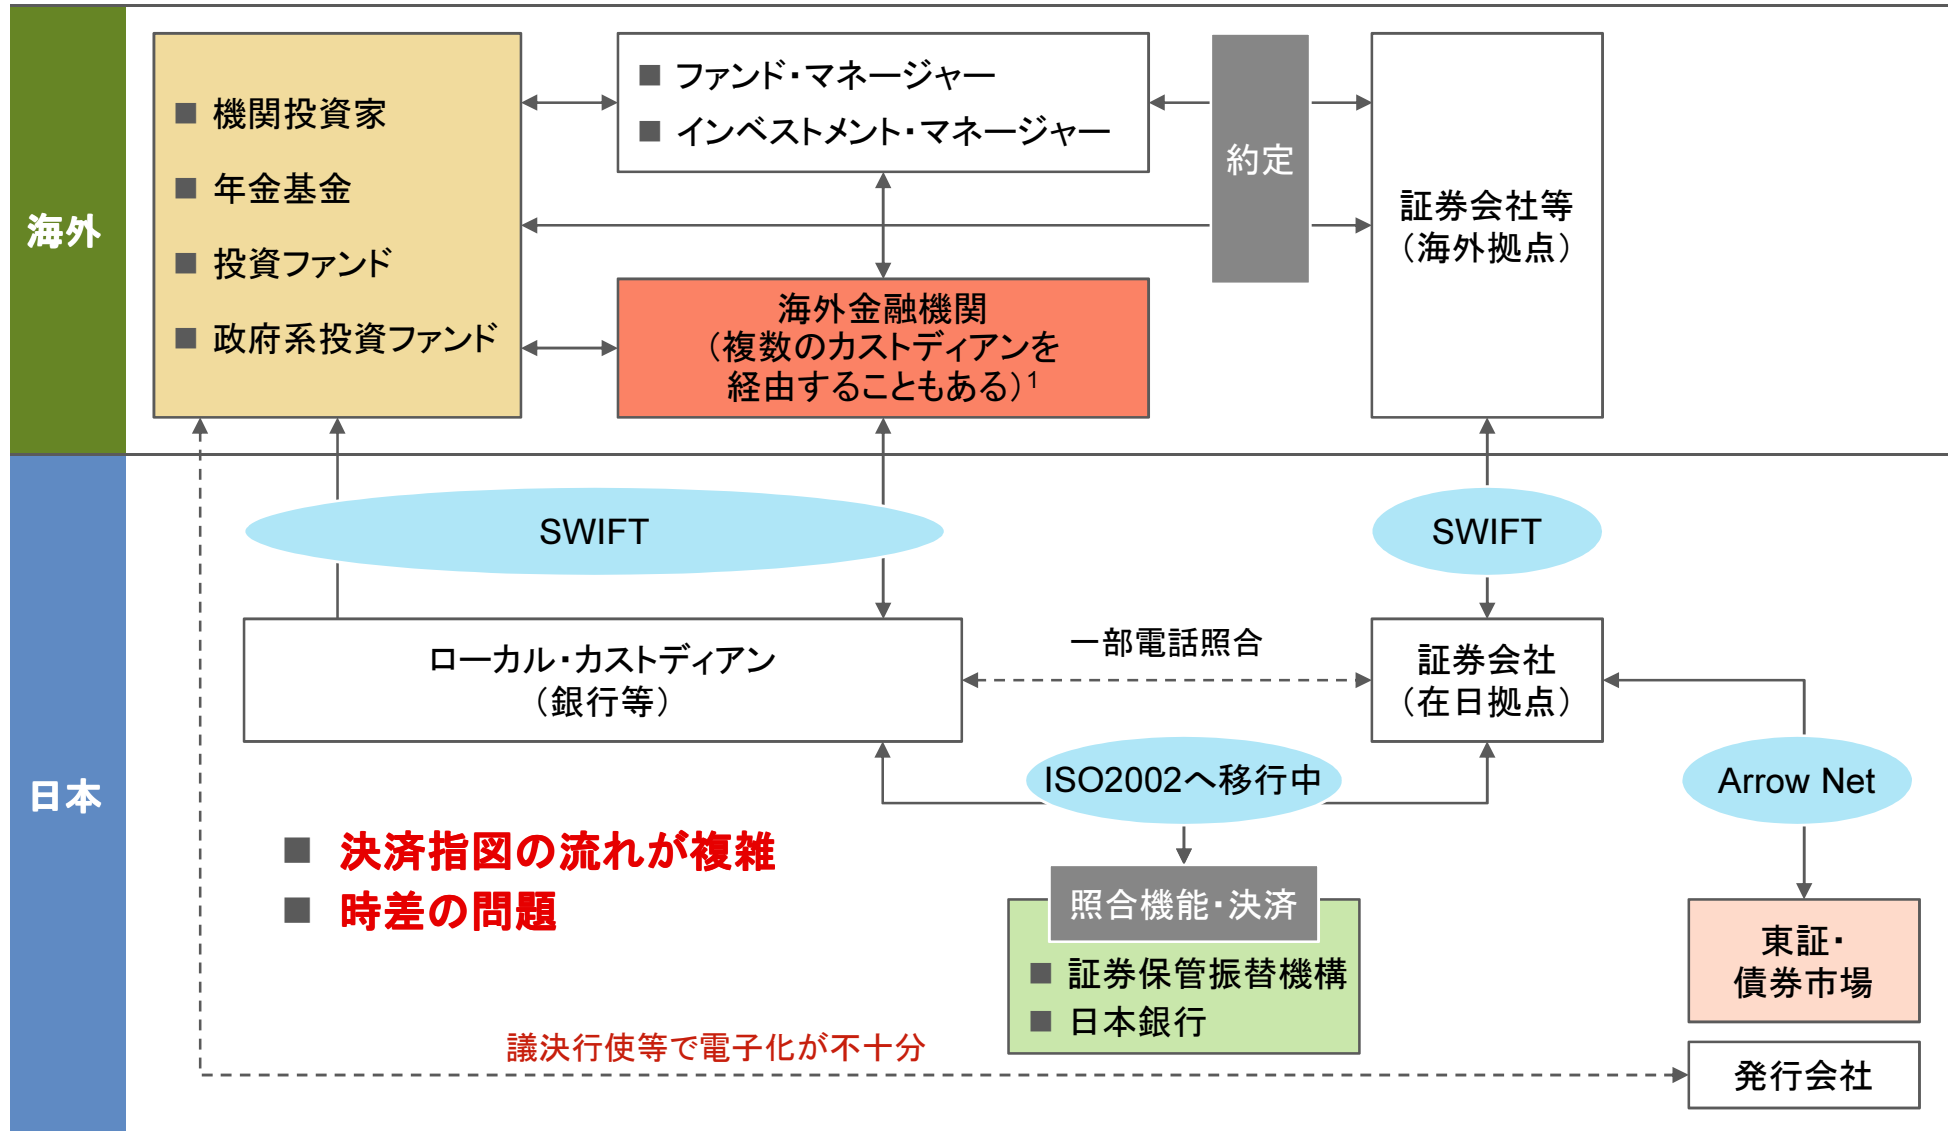 海外
■ 機関投資家
■ 年金基金
■ 投資ファンド
■ 政府系投資ファンド
■ ファンド・マネージャー
■ インベストメント・マネージャー
約定
証券会社等
（海外拠点）
海外金融機関
（複数のカストディアンを
経由することもある）1
日本
SWIFT
SWIFT
ローカル・カストディアン
（銀行等）
一部電話照合
証券会社
（在日拠点）
ISO2002へ移行中
Arrow Net
■ 決済指図の流れが複雑
■ 時差の問題
照合機能・決済
■ 証券保管振替機構
■ 日本銀行
東証・
債券市場
議決行使等で電子化が不十分
発行会社